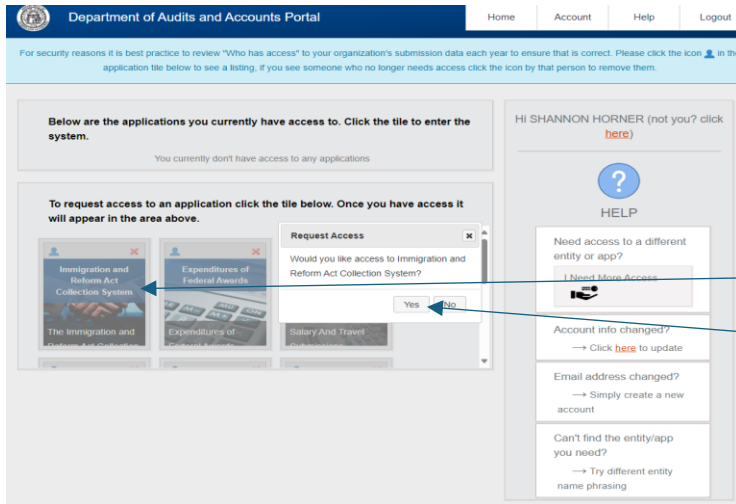 Department of Audits and Accounts Portal
Home
Account
Help
Logout
For security reasons it is best practice to review "Who has access" to your organization's submission data each year to ensure that is correct. Please click the icon in the
application tile below to see a listing, if you see someone who no longer needs access click the icon by that person to remove them.
Below are the applications you currently have access to. Click the tile to enter the
system.
You currently don't have access to any applications
To request access to an application click the tile below. Once you have access it
will appear in the area above.
Immigration and
Reform Act
Collection System
The Immigration and
Reform Act Collection
Expenditures of
Federal Awards
Expenditures of
Federal Awards
Salary And Travel
Submissions
Request Access
Would you like access to Immigration and
Reform Act Collection System?
Yes
No
Hi SHANNON HORNER (not you? click
here)
?
HELP
Need access to a different
entity or app?
I Need More Access
Account info changed?
→ Click here to update
Email address changed?
→ Simply create a new
account
Can't find the entity/app
you need?
→ Try different entity
name phrasing